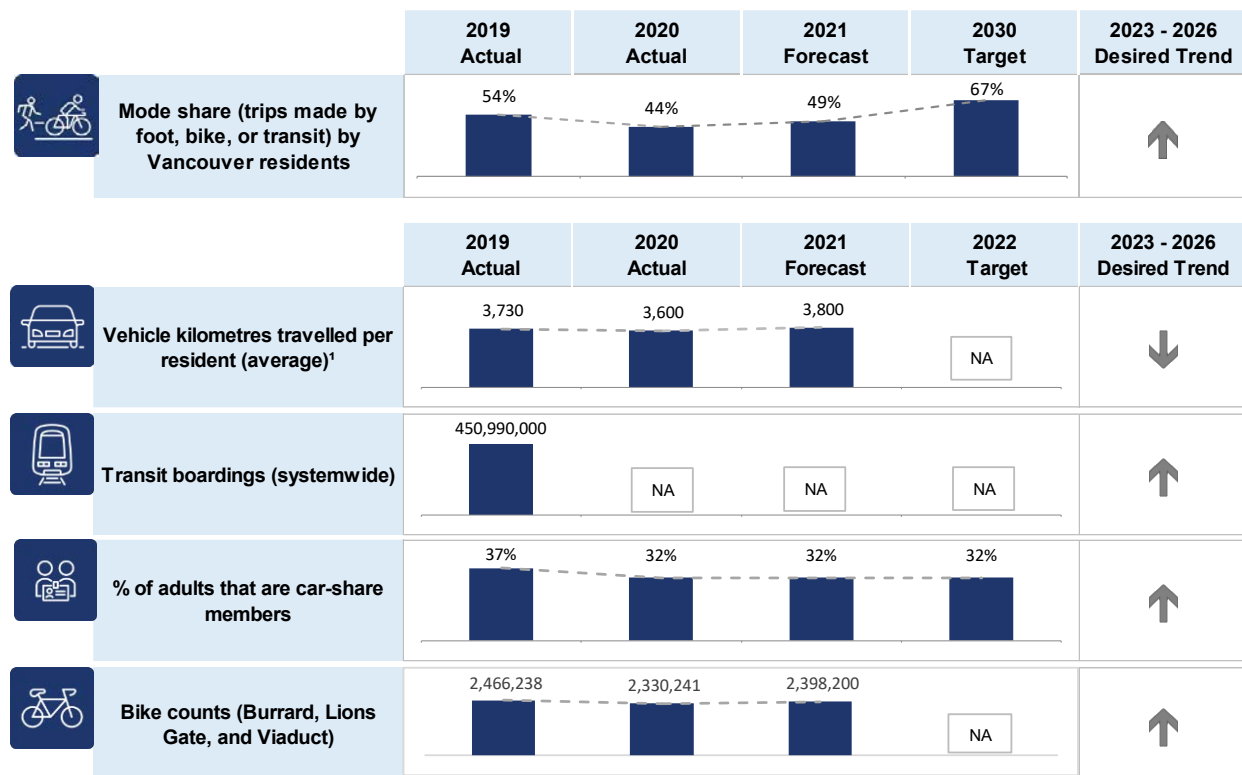 2019 Actual
2020 Actual
2021 Forecast
2030 Target
2023 - 2026 Desired Trend
Mode share (trips made by
foot, bike, or transit) by
Vancouver residents
54%
44%
49%
67%
2019 Actual
2020 Actual
2021 Forecast
2022 Target
2023 - 2026 Desired Trend
Vehicle kilometres travelled per
resident (average)¹
3,730
3,600
3,800
NA
Transit boardings (systemwide)
450,990,000
NA
NA
NA
% of adults that are car-share
members
37%
32%
32%
32%
Bike counts (Burrard, Lions
Gate, and Viaduct)
2,466,238
2,330,241
2,398,200
NA